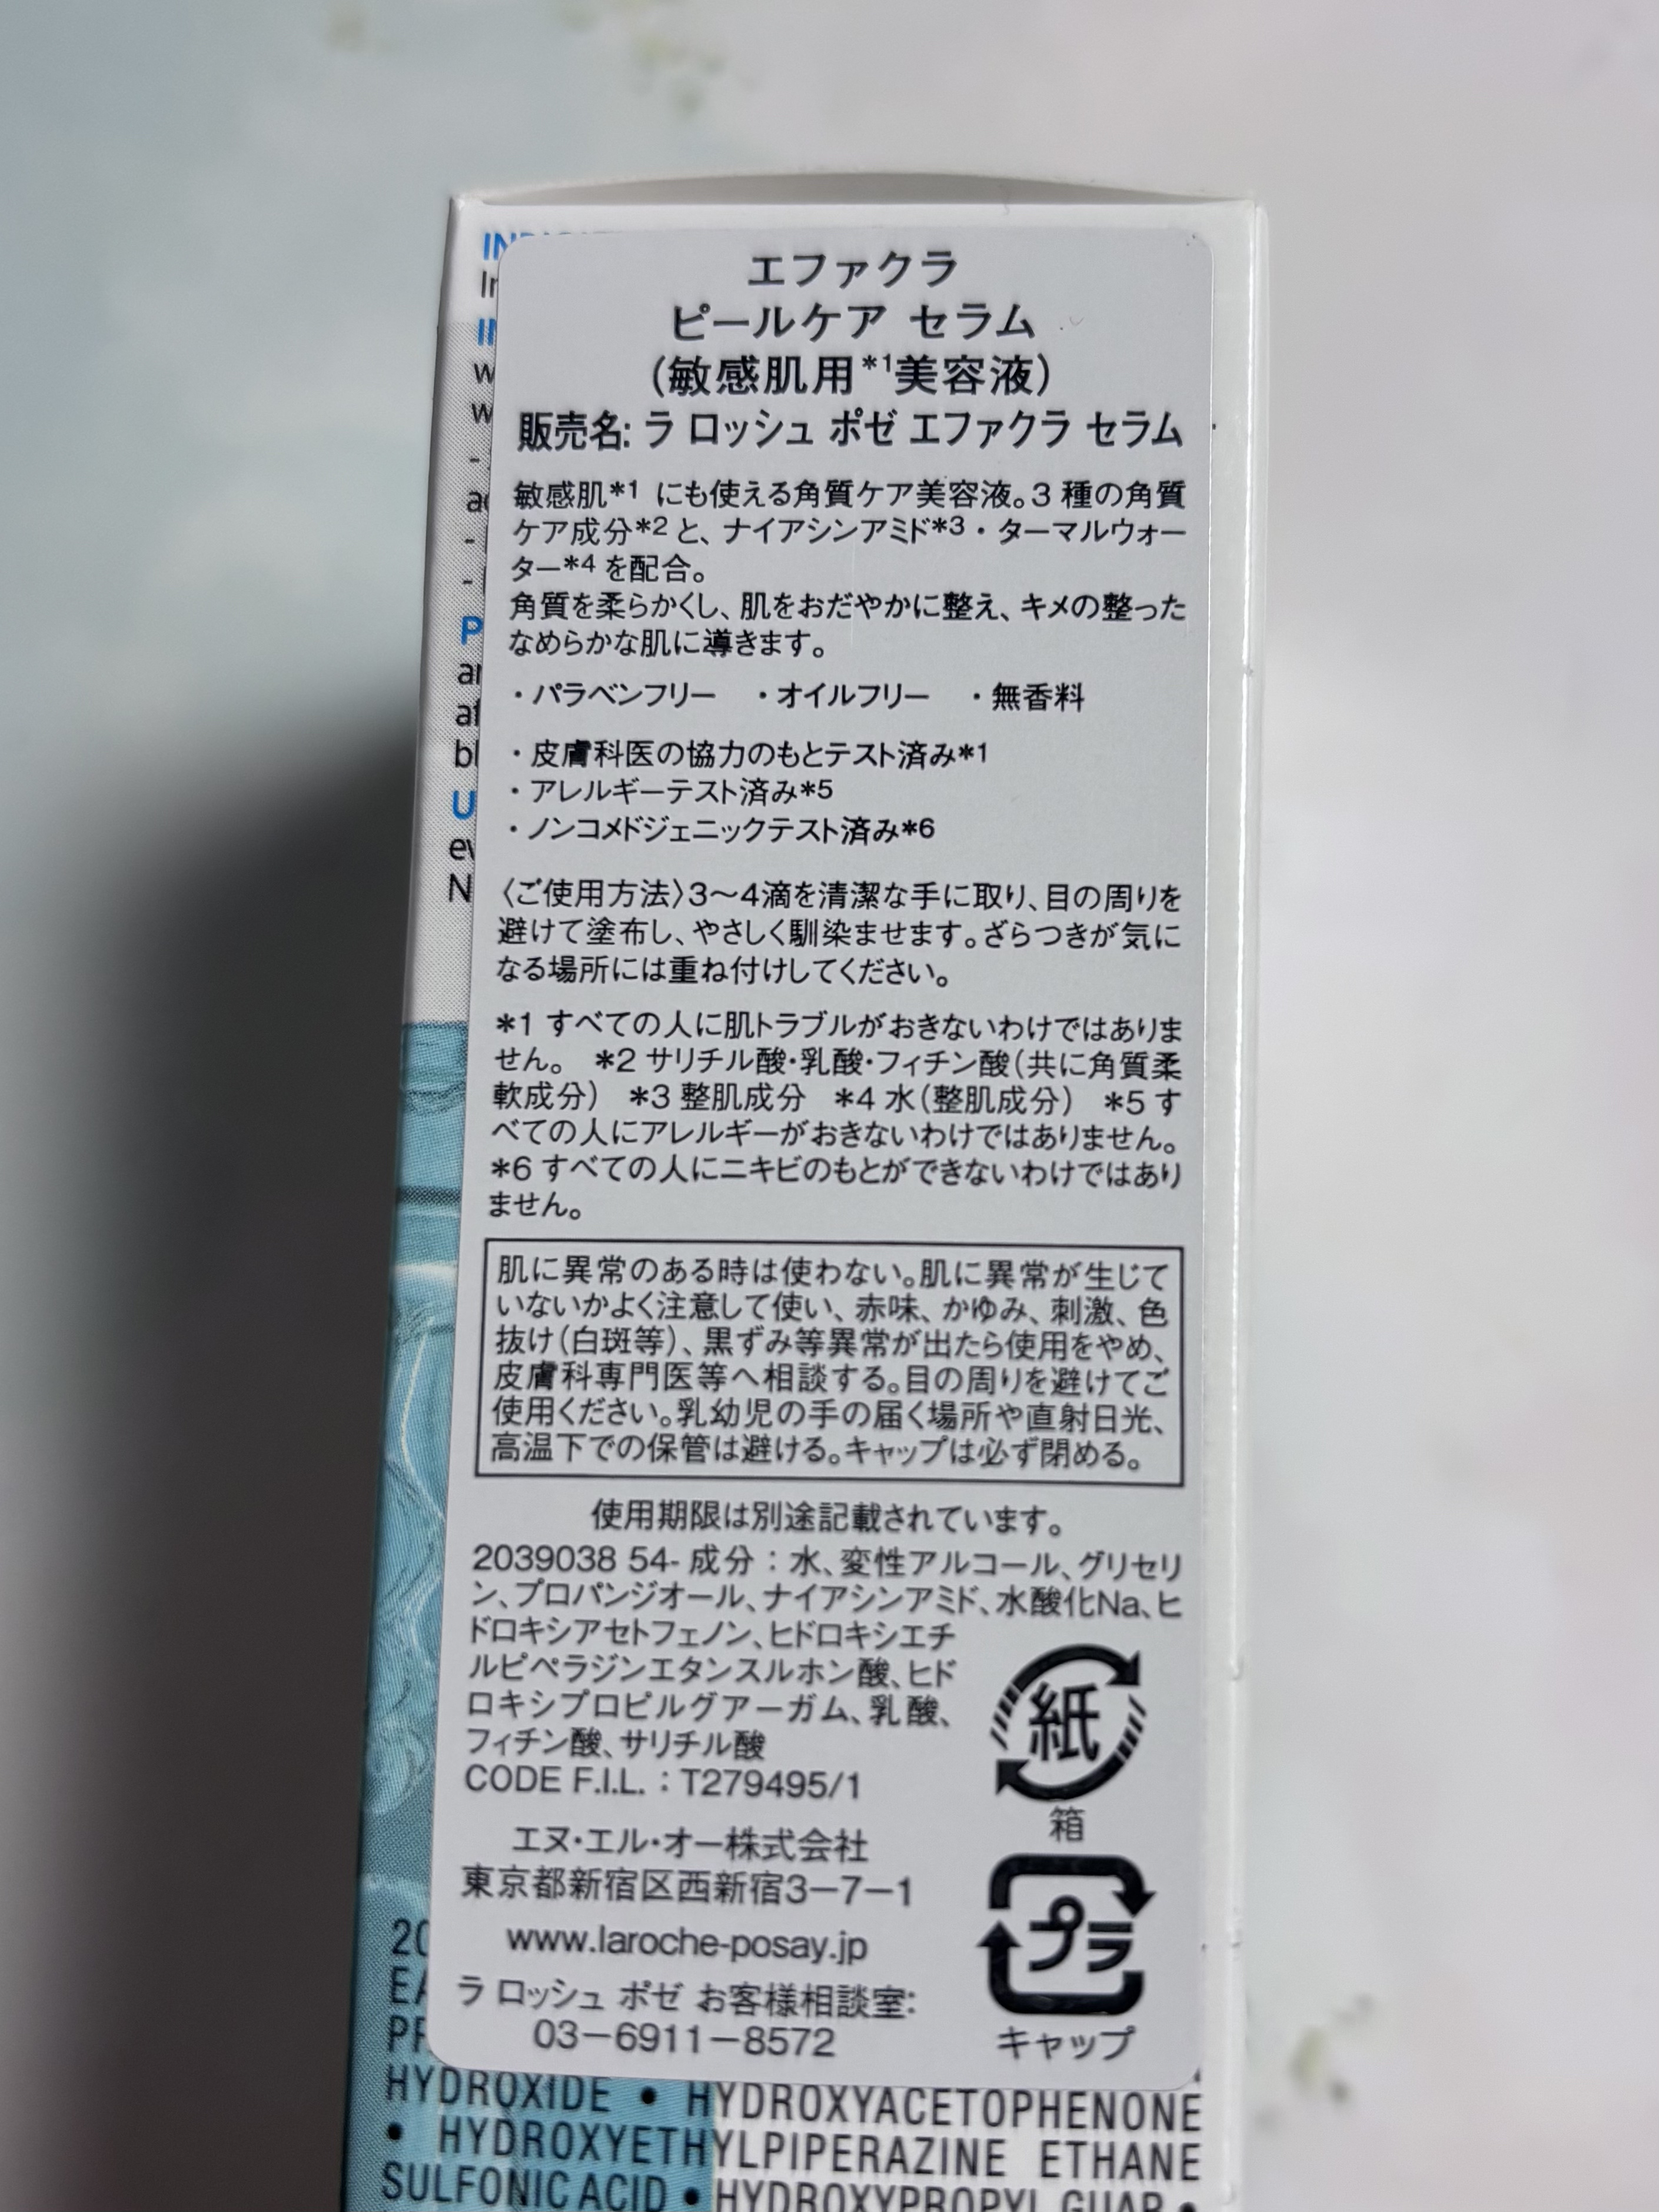 エファクラ
ピールケア セラム
(敏感肌用*1美容液)
販売名: ラ ロッシュ ポゼ エファクラ セラム
敏感肌*1 にも使える角質ケア美容液。3 種の角質
ケア成分*2 と、ナイアシンアミド*3・ターマルウォー
ター*4 を配合。
角質を柔らかくし、肌をおだやかに整え、キメの整った
なめらかな肌に導きます。
・パラベンフリー ・オイルフリー ・無香料
・皮膚科医の協力のもとテスト済み*1
・アレルギーテスト済み*5
・ノンコメドジェニックテスト済み*6
〈ご使用方法〉3～4滴を清潔な手に取り、目の周りを
避けて塗布し、やさしく馴染ませます。ざらつきが気に
なる場所には重ね付けしてください。
*1 すべての人に肌トラブルがおきないわけではありま
せん。 *2 サリチル酸・乳酸・フィチン酸(共に角質柔
軟成分) *3 整肌成分 *4 水(整肌成分) *5 す
べての人にアレルギーがおきないわけではありません。
*6 すべての人にニキビのもとができないわけではあり
ません。
肌に異常のある時は使わない。肌に異常が生じて
いないかよく注意して使い、赤味、かゆみ、刺激、色
抜け(白斑等)、黒ずみ等異常が出たら使用をやめ、
皮膚科専門医等へ相談する。目の周りを避けてご
使用ください。乳幼児の手の届く場所や直射日光、
高温下での保管は避ける。キャップは必ず閉める。
使用期限は別途記載されています。
2039038 54- 成分：水、変性アルコール、グリセリ
ン、プロパンジオール、ナイアシンアミド、水酸化Na、ヒ
ドロキシアセトフェノン、ヒドロキシエチ
ルピペラジンエタンスルホン酸、ヒド
ロキシプロピルグアーガム、乳酸、
フィチン酸、サリチル酸
CODE F.I.L.：T279495/1
紙
箱
エヌ・エル・オー株式会社
東京都新宿区西新宿3－7－1
www.laroche-posay.jp
ラ ロッシュ ポゼ お客様相談室:
03－6911－8572
プラ
キャップ
HYDROXIDE • HYDROXYACETOPHENONE
• HYDROXYETHYLPIPERAZINE ETHANE
SULFONIC ACID • HYDROXYPROPYL GUAR •